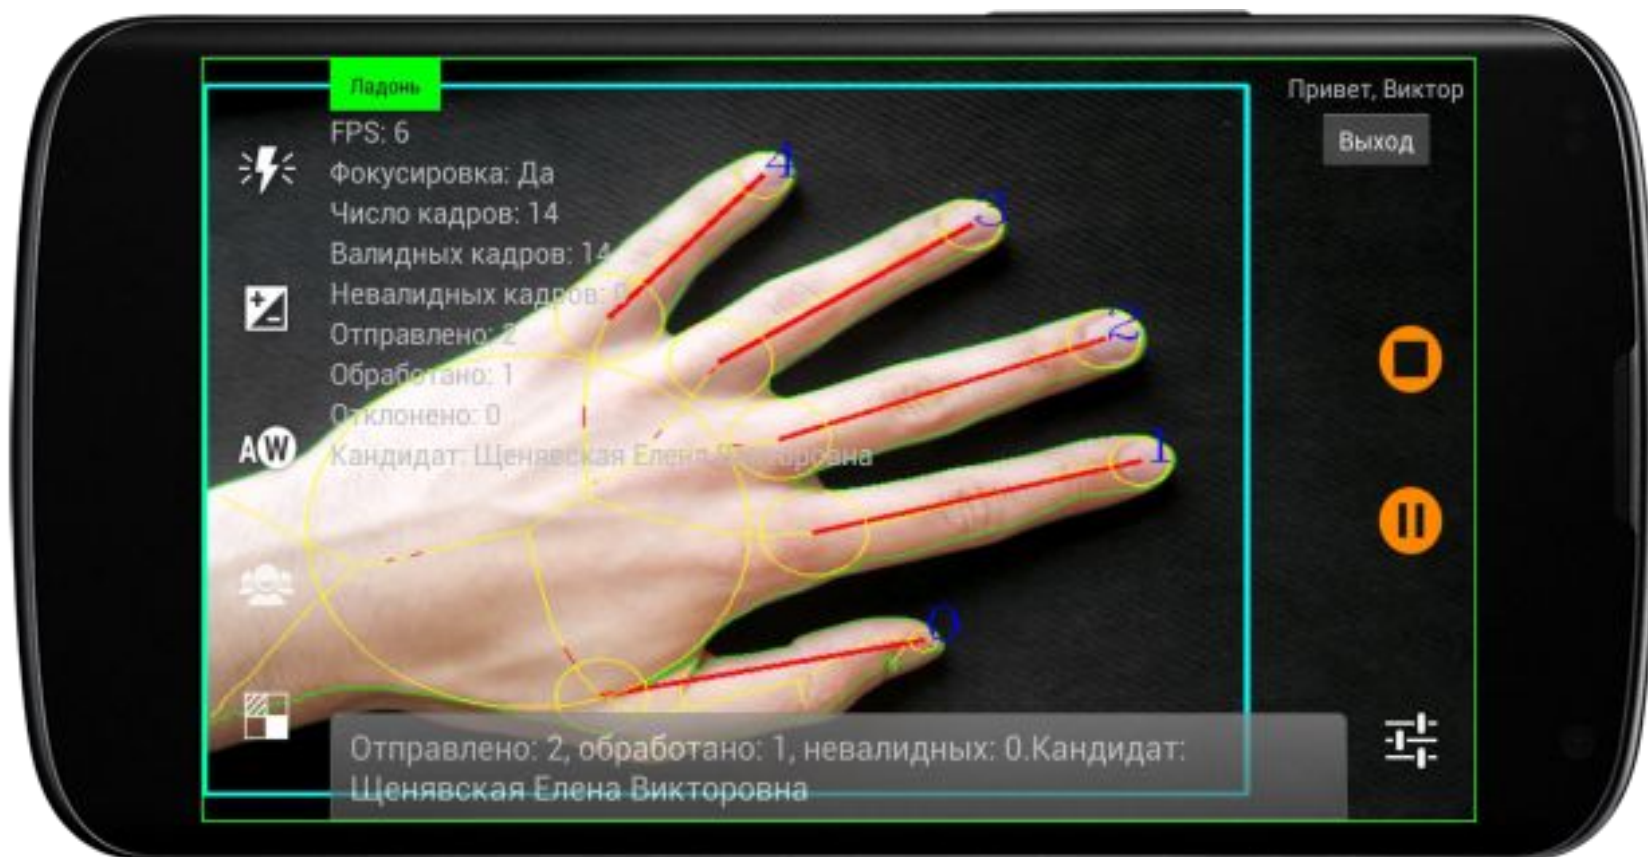 Ладонь
Привет, Виктор
Выход
FPS: 6
Фокусировка: Да
Число кадров: 14
Валидных кадров: 14
Невалидных кадров: 0
Отправлено: 2
Обработано: 1
Отклонено: 0
Кандидат: Щенявская Елена Викторовна
AW
4
3
2
1
0
Отправлено: 2, обработано: 1, невалидных: 0.Кандидат:
Щенявская Елена Викторовна